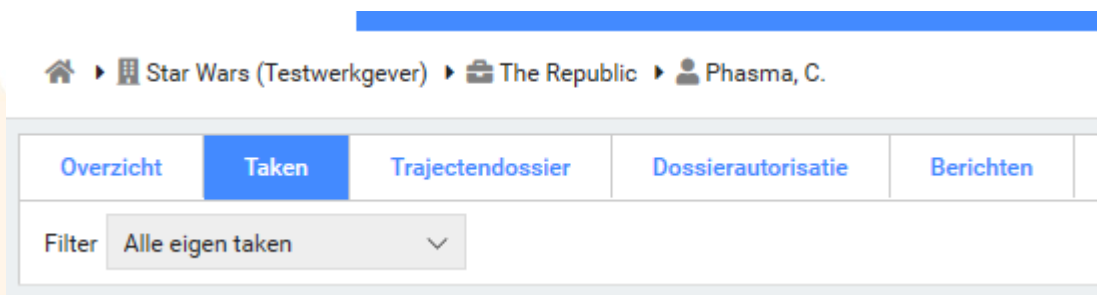 Star Wars (Testwerkgever) The Republic Phasma, C.
Overzicht Taken Trajectendossier Dossierautorisatie Berichten
Filter Alle eigen taken